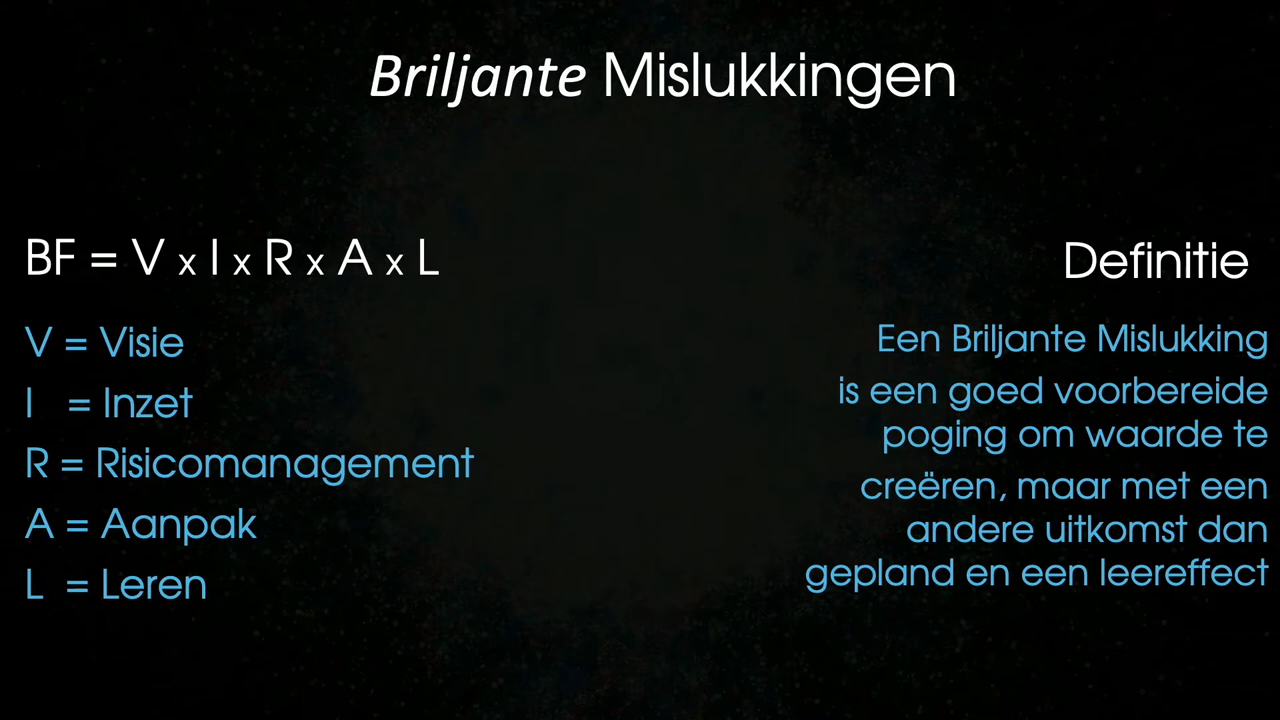 Briljante Mislukkingen
BF = V x I x R x A x L
V = Visie
I = Inzet
R = Risicomanagement
A = Aanpak
L = Leren
Definitie
Een Briljante Mislukking
is een goed voorbereide
poging om waarde te
creëren, maar met een
andere uitkomst dan
gepland en een leereffect